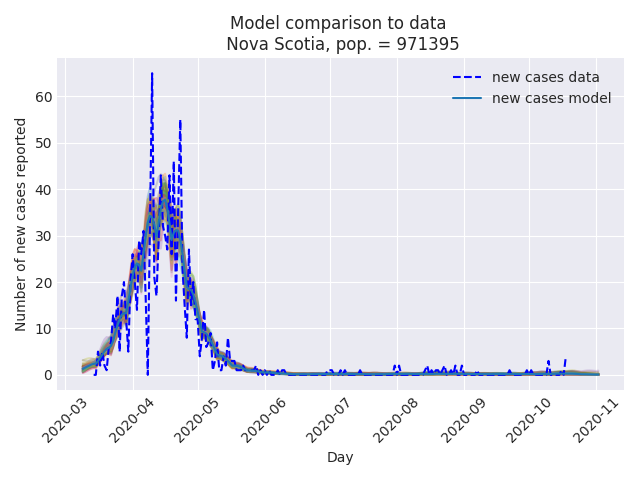 Model comparison to data
Nova Scotia, pop. = 971395
new cases data
new cases model
Number of new cases reported
60
50
40
30
20
10
0
2020-03
2020-04
2020-05
2020-06
2020-07
2020-08
2020-09
2020-10
2020-11
Day